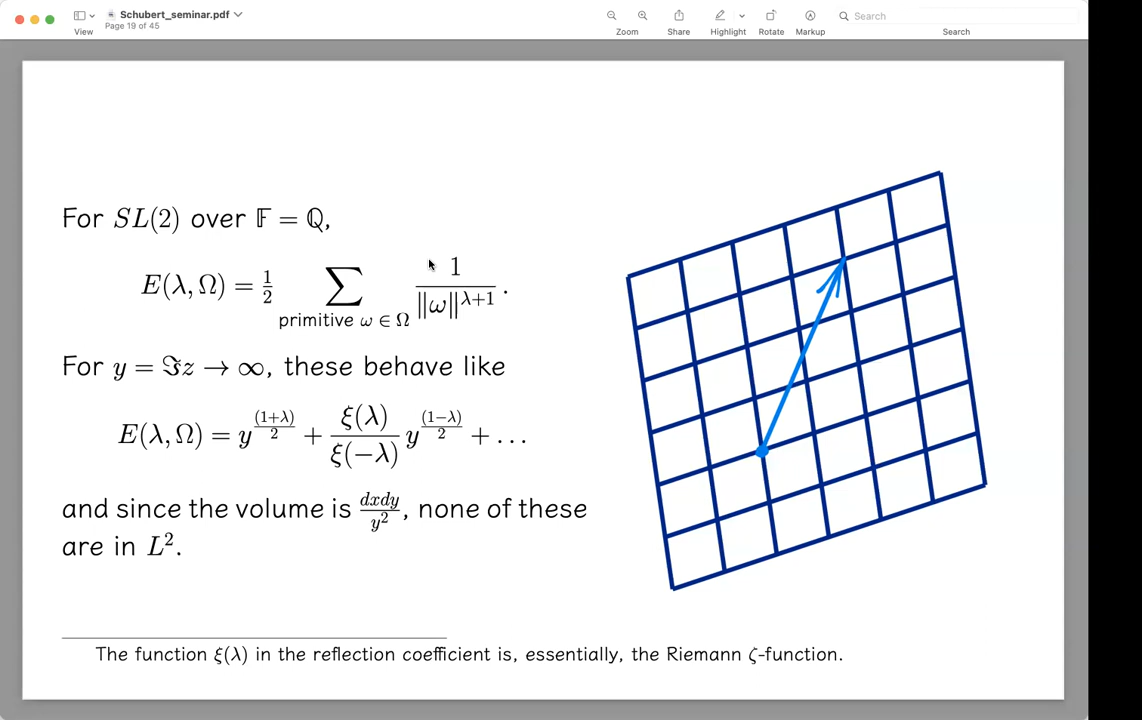 Schubert_seminar.pdf
Page 19 of 45
View
Zoom
Share
Highlight
Rotate
Markup
Search
Search
For SL(2) over 𝔽 = ℚ,
E(λ, Ω) = 1/2 ∑_{primitive ω ∈ Ω} 1/‖ω‖^{λ+1} .
For y = ℑz → ∞, these behave like
E(λ, Ω) = y^{(1+λ)/2} + ξ(λ)/ξ(−λ) y^{(1−λ)/2} + …
and since the volume is dxdy/y², none of these
are in L².
The function ξ(λ) in the reflection coefficient is, essentially, the Riemann ζ-function.